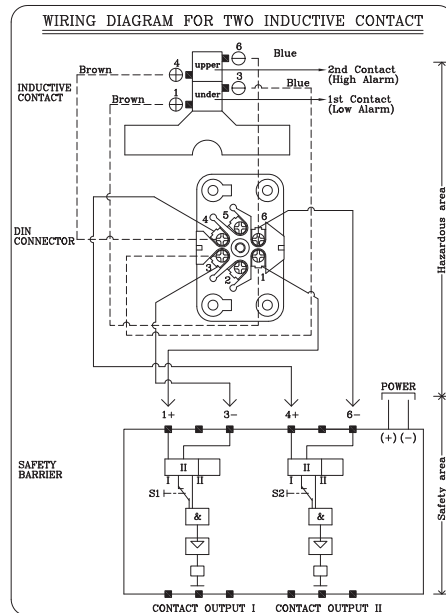 WIRING DIAGRAM FOR TWO INDUCTIVE CONTACT
4
6
Blue
Brown
upper
2nd Contact
(High Alarm)
INDUCTIVE
CONTACT
3
Blue
Brown
1
under
1st Contact
(Low Alarm)
Hazardous area
4
5
6
DIN
CONNECTOR
3
2
1
POWER
1+
3-
4+
6-
(+)
(-)
SAFETY
BARRIER
II
II
I
II
I
II
S1
S2
&
&
Safety area
CONTACT OUTPUT I
CONTACT OUTPUT II